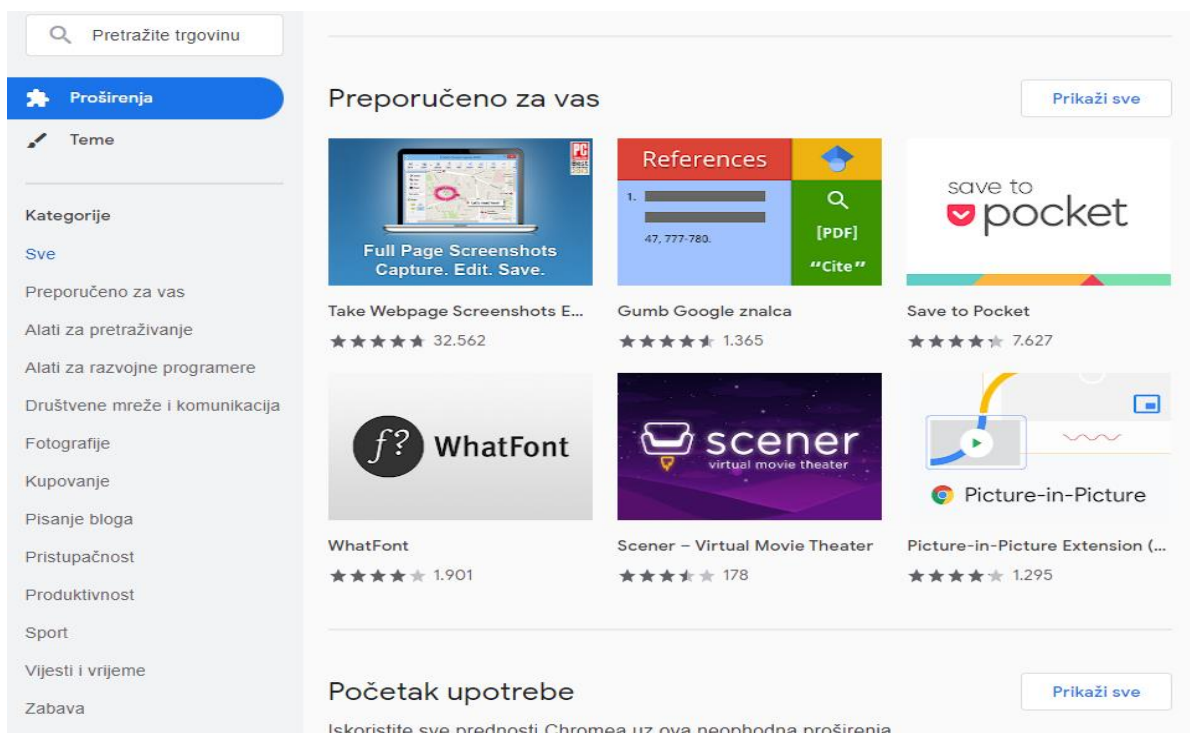 Pretražite trgovinu
Proširenja
Teme
Kategorije
Sve
Preporučeno za vas
Alati za pretraživanje
Alati za razvojne programere
Društvene mreže i komunikacija
Fotografije
Kupovanje
Pisanje bloga
Pristupačnost
Produktivnost
Sport
Vijesti i vrijeme
Zabava
Preporučeno za vas
Prikaži sve
PC
Full Page Screenshots
Capture. Edit. Save.
Take Webpage Screenshots E...
32.562
References
1.
47, 777-780.
[PDF]
"Cite"
Gumb Google znalca
1.365
save to
pocket
Save to Pocket
7.627
f? WhatFont
WhatFont
1.901
scener
virtual movie theater
Scener – Virtual Movie Theater
178
Picture-in-Picture
Picture-in-Picture Extension (...
1.295
Početak upotrebe
Prikaži sve
Iskoristite sve prednosti Chromea uz ova neophodna proširenja